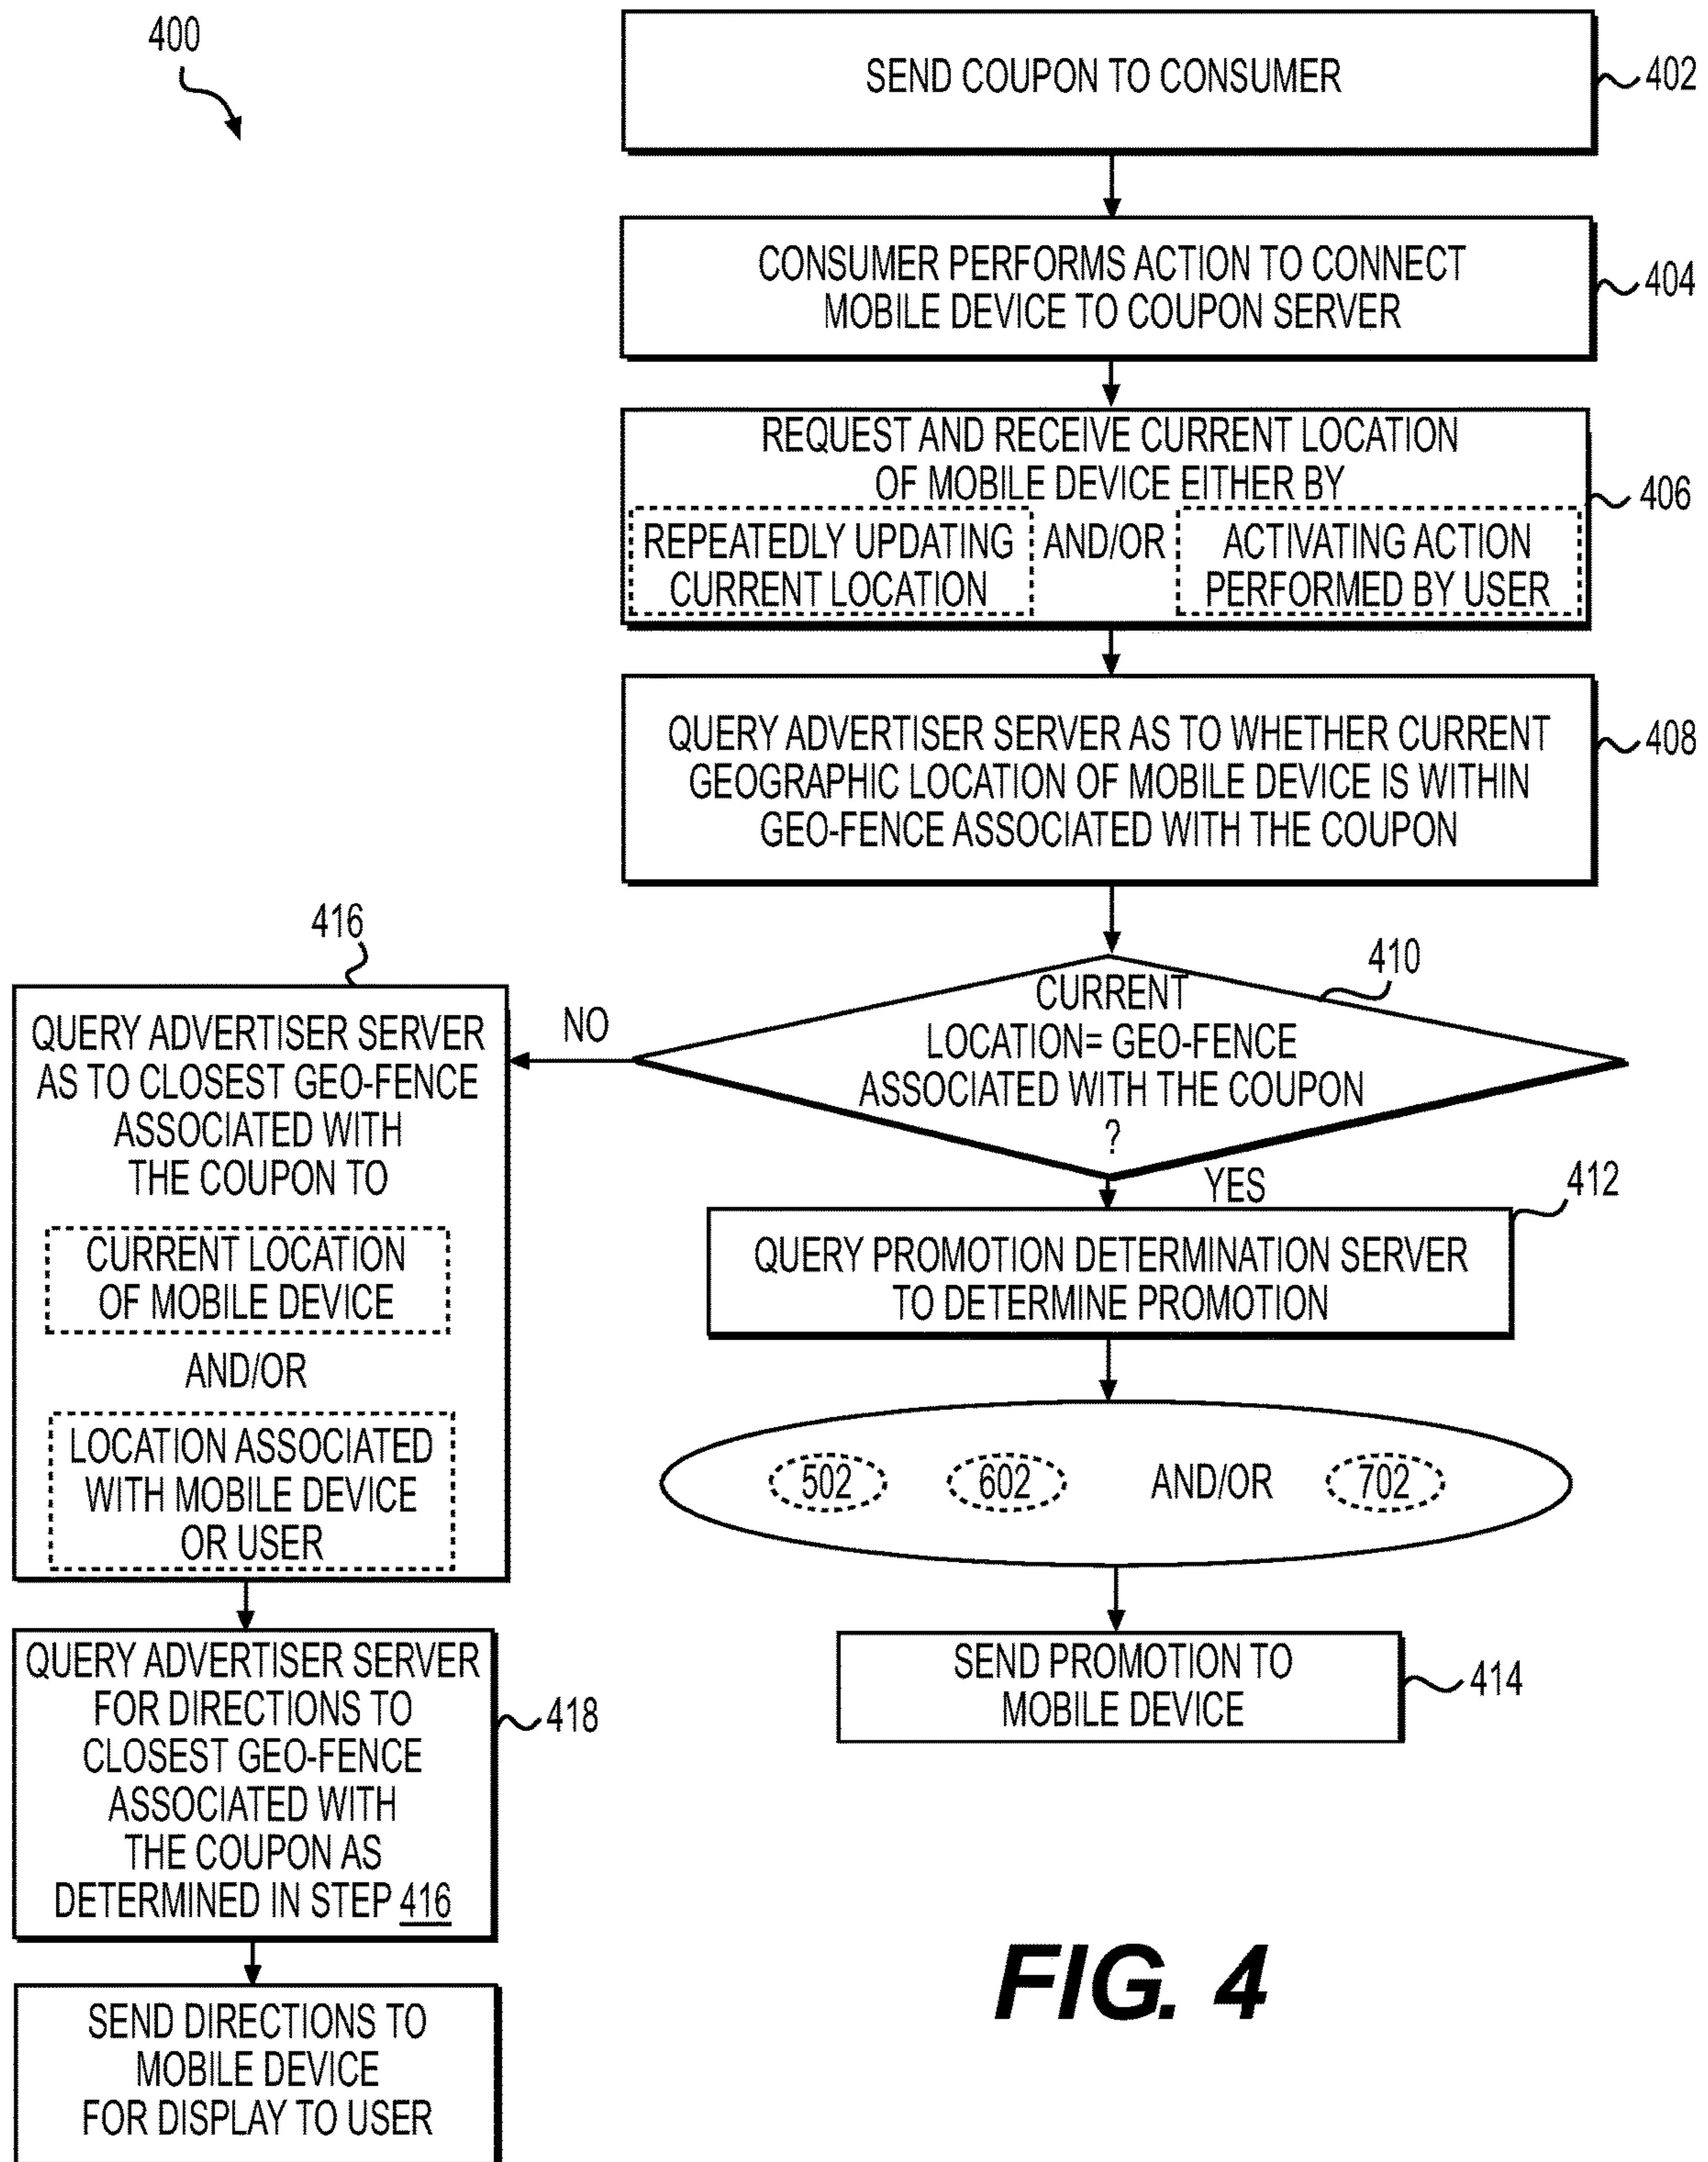 400
SEND COUPON TO CONSUMER
402
CONSUMER PERFORMS ACTION TO CONNECT
MOBILE DEVICE TO COUPON SERVER
404
REQUEST AND RECEIVE CURRENT LOCATION
OF MOBILE DEVICE EITHER BY
REPEATEDLY UPDATING
CURRENT LOCATION
AND/OR
ACTIVATING ACTION
PERFORMED BY USER
406
QUERY ADVERTISER SERVER AS TO WHETHER CURRENT
GEOGRAPHIC LOCATION OF MOBILE DEVICE IS WITHIN
GEO-FENCE ASSOCIATED WITH THE COUPON
408
410
CURRENT
LOCATION= GEO-FENCE
ASSOCIATED WITH THE COUPON
?
NO
YES
416
QUERY ADVERTISER SERVER
AS TO CLOSEST GEO-FENCE
ASSOCIATED WITH
THE COUPON TO
CURRENT LOCATION
OF MOBILE DEVICE
AND/OR
LOCATION ASSOCIATED
WITH MOBILE DEVICE
OR USER
412
QUERY PROMOTION DETERMINATION SERVER
TO DETERMINE PROMOTION
502 602 AND/OR 702
SEND PROMOTION TO
MOBILE DEVICE
414
QUERY ADVERTISER SERVER
FOR DIRECTIONS TO
CLOSEST GEO-FENCE
ASSOCIATED WITH
THE COUPON AS
DETERMINED IN STEP 416
418
SEND DIRECTIONS TO
MOBILE DEVICE
FOR DISPLAY TO USER
FIG. 4